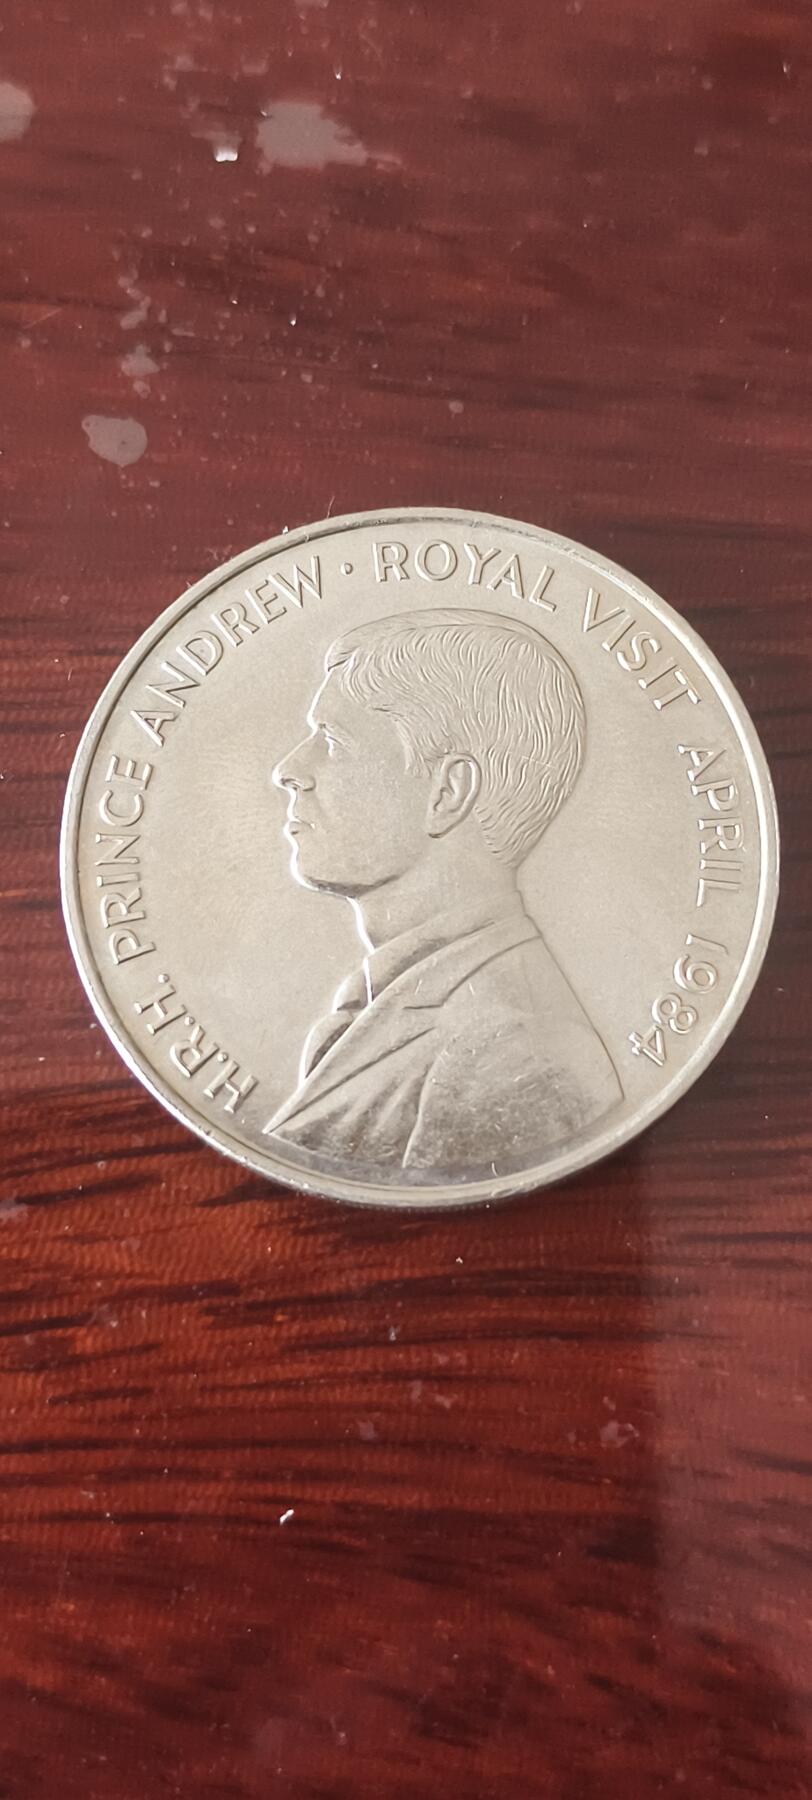 H.R.H. PRINCE ANDREW · ROYAL VISIT APRIL 1984